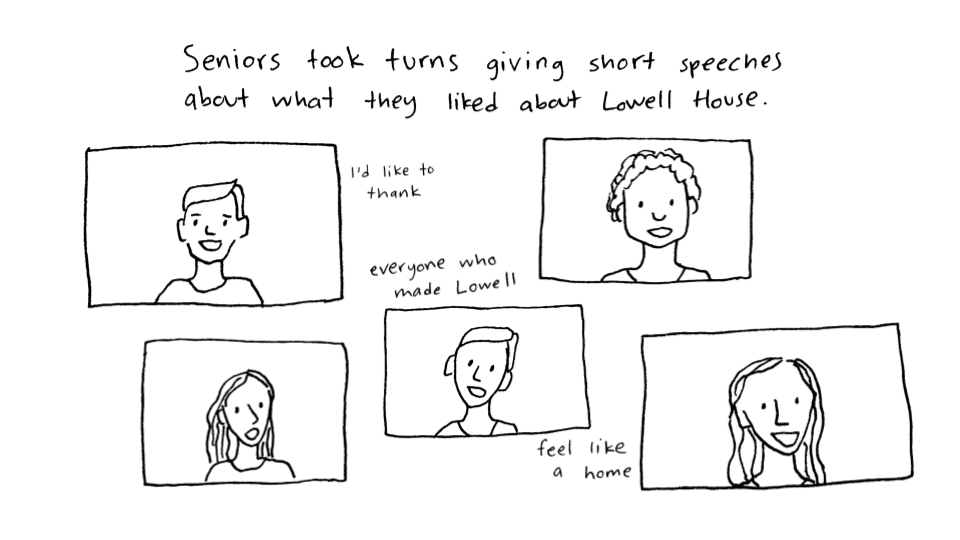 Seniors took turns giving short speeches
about what they liked about Lowell House.
I'd like to
thank
everyone who
made Lowell
feel like
a home